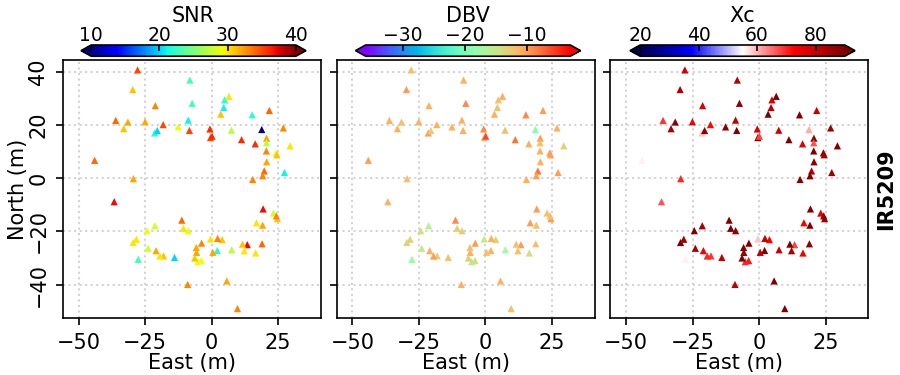 SNR DBV Xc
10 20 30 40 −30 −20 −10 20 40 60 80
40
20
0
−20
−40
North (m)
−50 −25 0 25 −50 −25 0 25 −50 −25 0 25
East (m) East (m) East (m)
IR5209